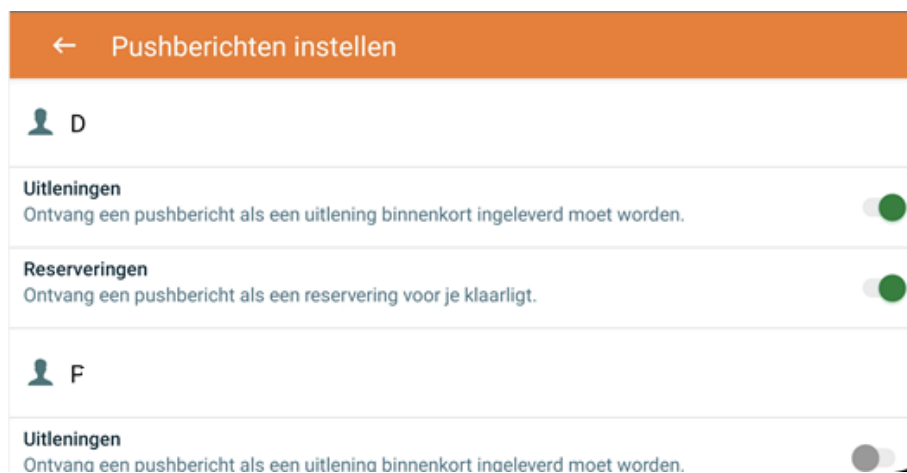 Pushberichten instellen
D
Uitleningen
Ontvang een pushbericht als een uitlening binnenkort ingeleverd moet worden.
Reserveringen
Ontvang een pushbericht als een reservering voor je klaarligt.
F
Uitleningen
Ontvang een pushbericht als een uitlening binnenkort ingeleverd moet worden.